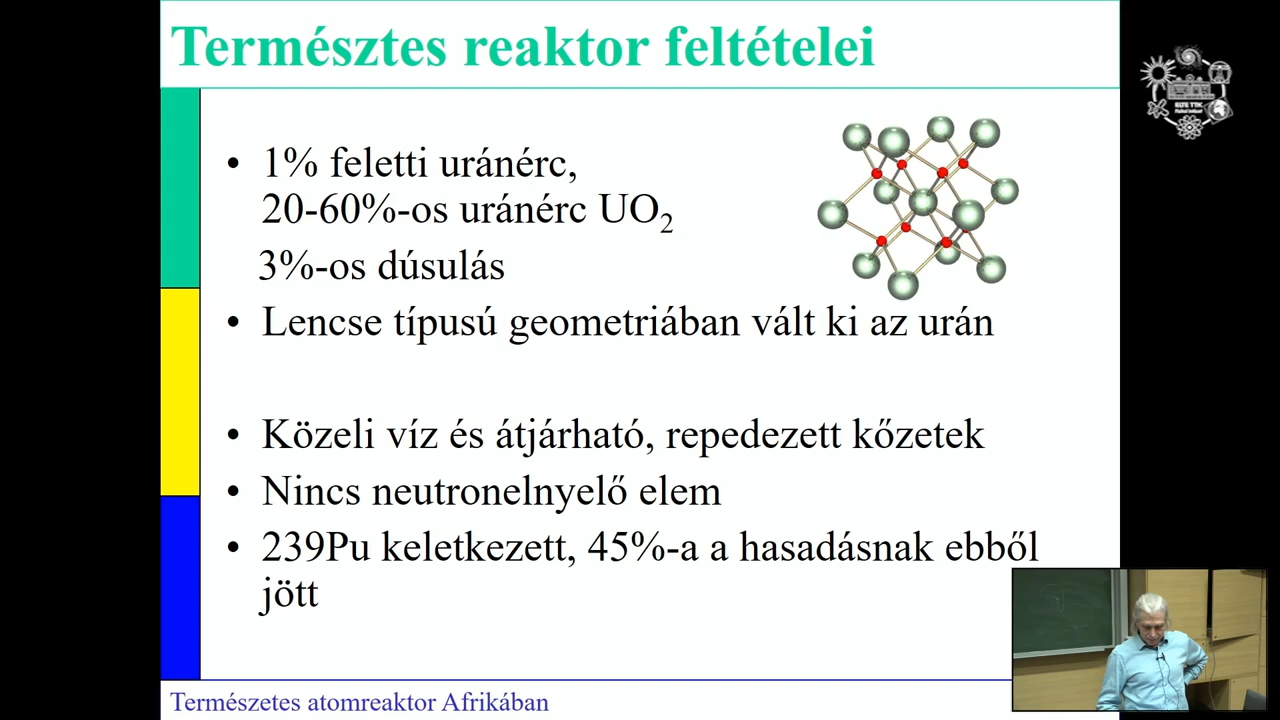 Természtes reaktor feltételei
• 1% feletti uránérc,
20-60%-os uránérc UO₂
3%-os dúsulás
• Lencse típusú geometriában vált ki az urán
• Közeli víz és átjárható, repedezett kőzetek
• Nincs neutronelnyelő elem
• 239Pu keletkezett, 45%-a a hasadásnak ebből
jött
Természetes atomreaktor Afrikában
ELTE TTK